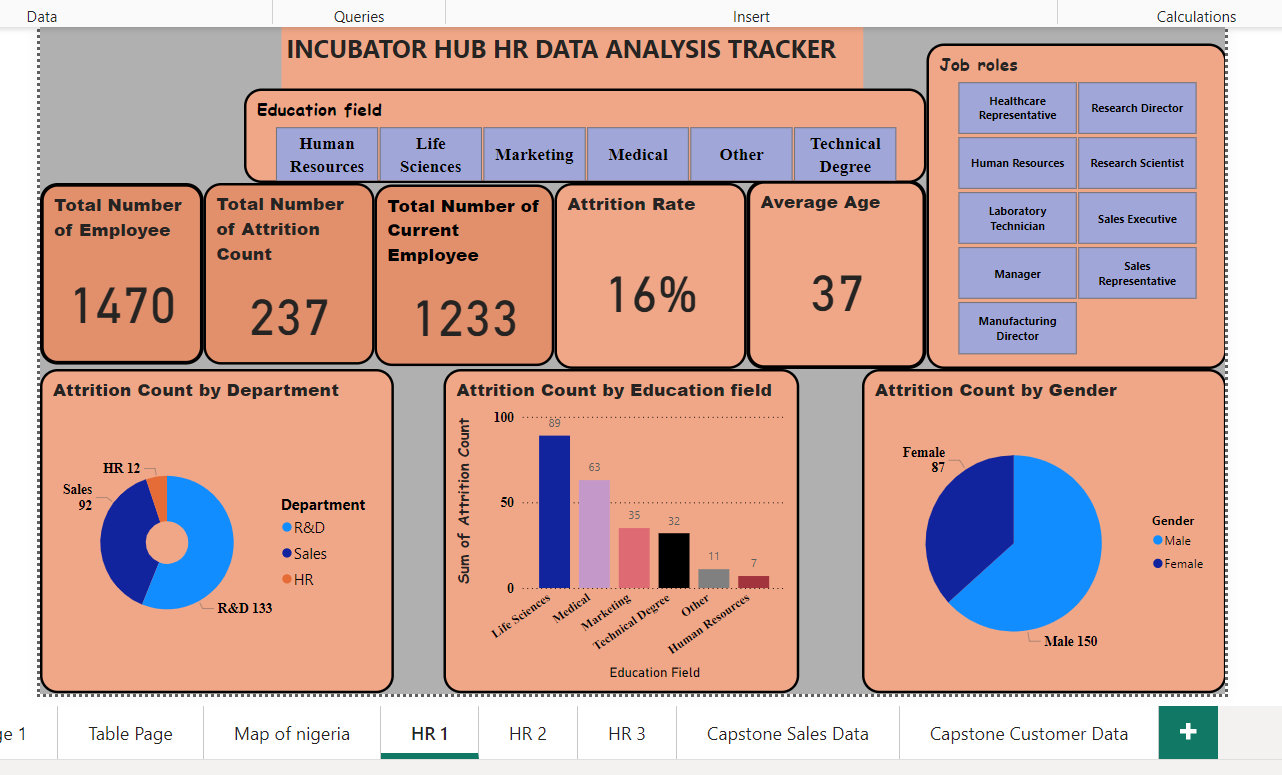 Data
Queries
Insert
Calculations
INCUBATOR HUB HR DATA ANALYSIS TRACKER
Job roles
Healthcare
Representative
Research Director
Human Resources
Research Scientist
Laboratory
Technician
Sales Executive
Manager
Sales
Representative
Manufacturing
Director
Education field
Human
Resources
Life
Sciences
Marketing
Medical
Other
Technical
Degree
Total Number
of Employee
1470
Total Number
of Attrition
Count
237
Total Number of
Current
Employee
1233
Attrition Rate
16%
Average Age
37
Attrition Count by Department
HR 12
Sales
92
R&D 133
Department
R&D
Sales
HR
Attrition Count by Education field
Sum of Attrition Count
100
50
0
89
63
35
32
11
7
Life Sciences
Medical
Marketing
Technical Degree
Other
Human Resources
Education Field
Attrition Count by Gender
Female
87
Male 150
Gender
Male
Female
ge 1
Table Page
Map of nigeria
HR 1
HR 2
HR 3
Capstone Sales Data
Capstone Customer Data
+